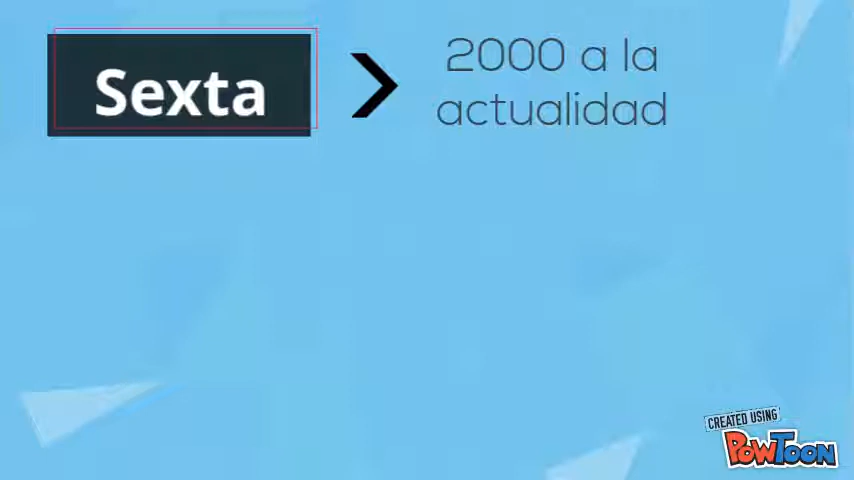 Sexta
2000 a la
actualidad
CREATED USING
POWTOON